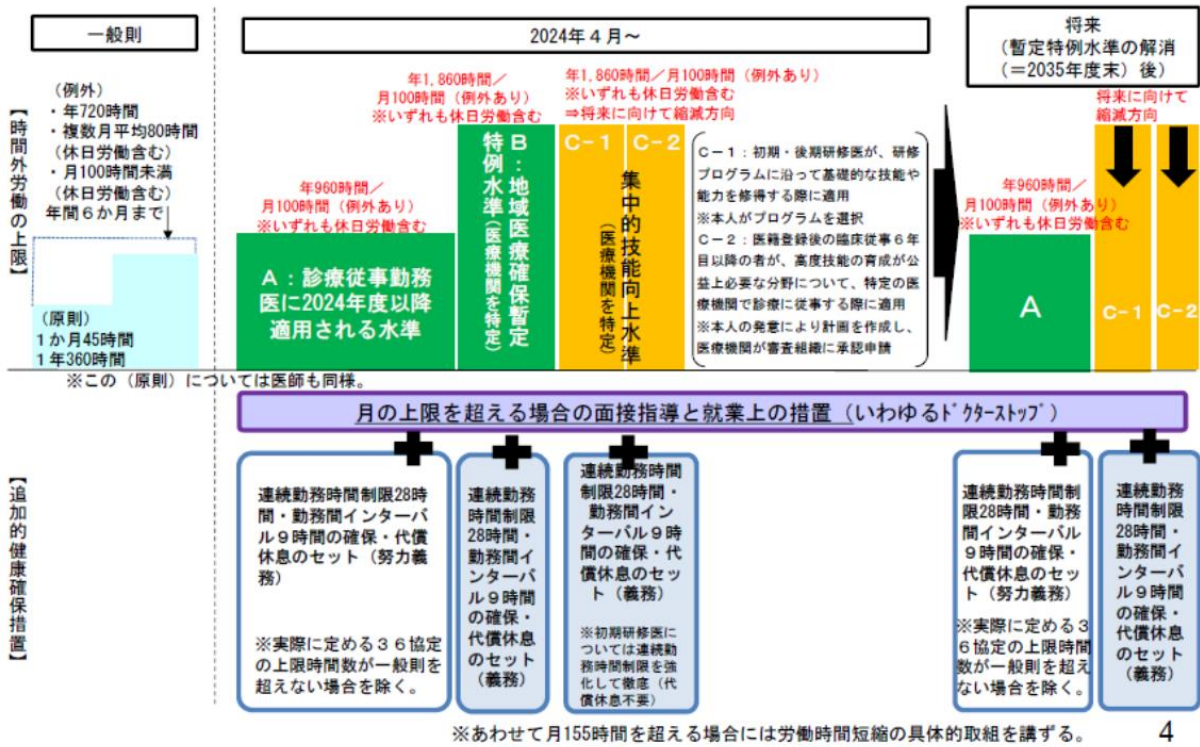 一般則
2024年4月~
将来
(暫定特例水準の解消
(=2035年度末)後)
【時間外労働の上限】
(例外)
・年720時間
・複数月平均80時間
(休日労働含む)
・月100時間未満
(休日労働含む)
年間6か月まで
(原則)
1か月45時間
1年360時間
※この(原則)については医師も同様。
年960時間/
月100時間(例外あり)
※いずれも休日労働含む
A:診療従事勤務
医に2024年度以降
適用される水準
年1,860時間/
月100時間(例外あり)
※いずれも休日労働含む
B:地域医療確保暫定
特例水準(医療機関を特定)
年1,860時間/月100時間(例外あり)
※いずれも休日労働含む
⇒将来に向けて縮減方向
C-1
C-2
集中的技能向上水準
(医療機関を特定)
C-1:初期・後期研修医が、研修
プログラムに沿って基礎的な技能や
能力を修得する際に適用
※本人がプログラムを選択
C-2:医籍登録後の臨床従事6年
目以降の者が、高度技能の育成が公
益上必要な分野について、特定の医
療機関で診療に従事する際に適用
※本人の発意により計画を作成し、
医療機関が審査組織に承認申請
将来に向けて
縮減方向
年960時間/
月100時間(例外あり)
※いずれも休日労働含む
A
C-1
C-2
月の上限を超える場合の面接指導と就業上の措置(いわゆるドクターストップ)
【追加的健康確保措置】
連続勤務時間制限28時
間・勤務間インターバ
ル9時間の確保・代償
休息のセット(努力義
務)
※実際に定める36協定
の上限時間数が一般則を
超えない場合を除く。
連続勤務
時間制限
28時間・
勤務間イ
ンターバ
ル9時間
の確保・
代償休息
のセット
(義務)
連続勤務時間
制限28時間・
勤務間イン
ターバル9時
間の確保・代
償休息のセッ
ト(義務)
※初期研修医に
ついては連続勤
務時間制限を強
化して徹底(代
償休息不要)
連続勤務時間制
限28時間・勤務
間インターバル
9時間の確保・
代償休息のセッ
ト(努力義務)
※実際に定める3
6協定の上限時間
数が一般則を超え
ない場合を除く。
連続勤務
時間制限
28時間・
勤務間イ
ンターバ
ル9時間
の確保・
代償休息
のセット
(義務)
※あわせて月155時間を超える場合には労働時間短縮の具体的取組を講ずる。
4